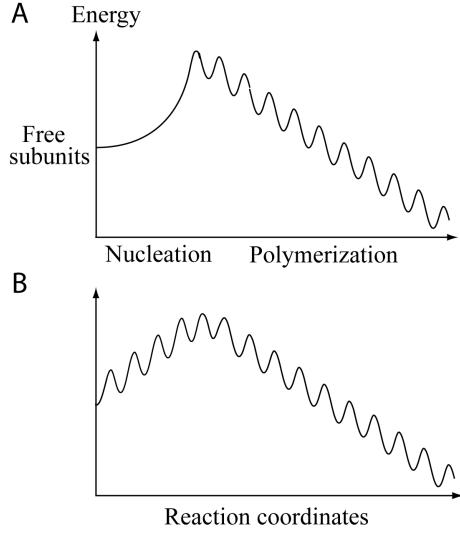 A
Energy
Free
subunits
Nucleation Polymerization
B
Reaction coordinates